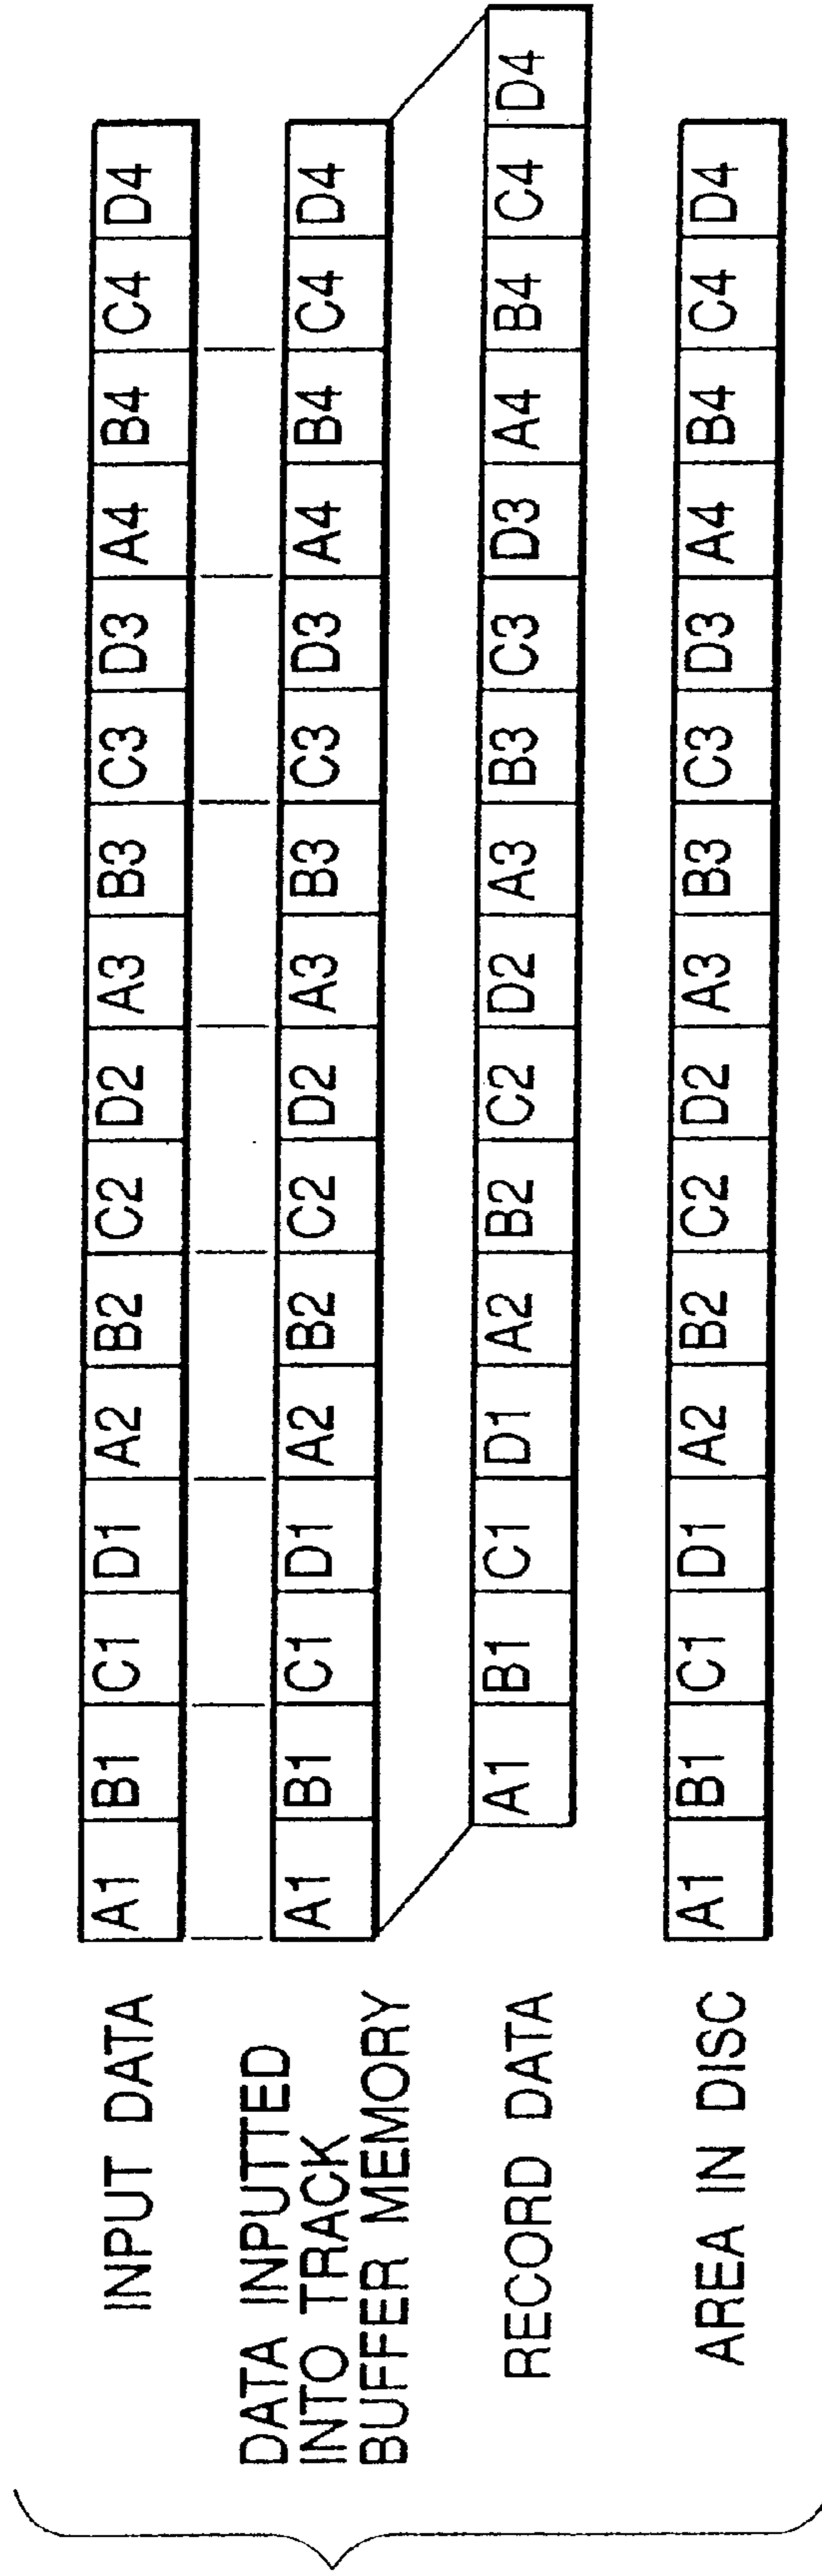 INPUT DATA
A1 B1 C1 D1 A2 B2 C2 D2 A3 B3 C3 D3 A4 B4 C4 D4
DATA INPUTTED
INTO TRACK
BUFFER MEMORY
A1 B1 C1 D1 A2 B2 C2 D2 A3 B3 C3 D3 A4 B4 C4 D4
RECORD DATA
A1 B1 C1 D1 A2 B2 C2 D2 A3 B3 C3 D3 A4 B4 C4 D4
AREA IN DISC
A1 B1 C1 D1 A2 B2 C2 D2 A3 B3 C3 D3 A4 B4 C4 D4